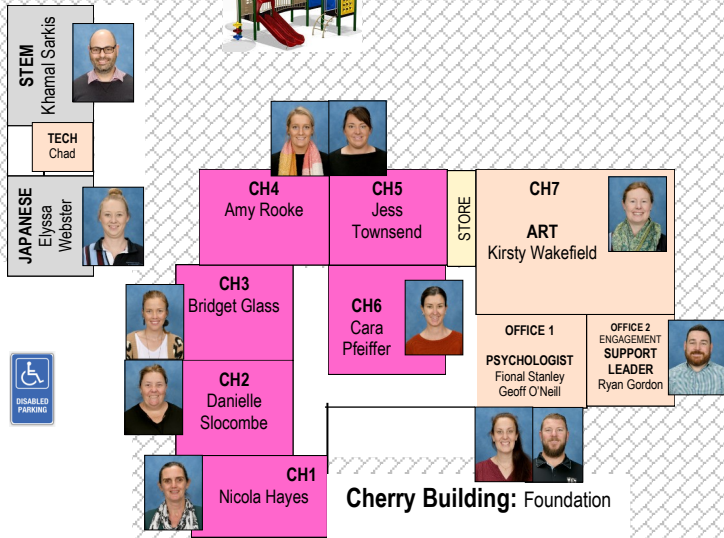 STEM
Khamal Sarkis
TECH
Chad
JAPANESE
Elyssa
Webster
CH4
Amy Rooke
CH5
Jess
Townsend
STORE
CH7
ART
Kirsty Wakefield
CH3
Bridget Glass
CH6
Cara
Pfeiffer
OFFICE 1
PSYCHOLOGIST
Fional Stanley
Geoff O'Neill
OFFICE 2
ENGAGEMENT
SUPPORT
LEADER
Ryan Gordon
DISABLED
PARKING
CH2
Danielle
Slocombe
CH1
Nicola Hayes
Cherry Building: Foundation